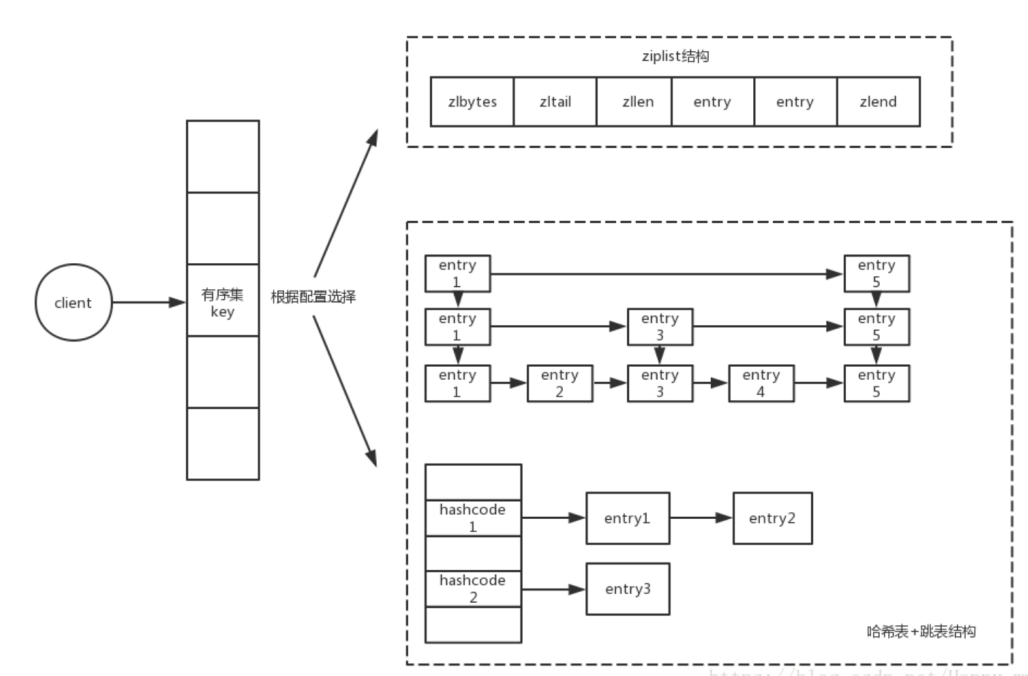 ziplist结构
zlbytes
zltail
zllen
entry
entry
zlend
client
有序集
key
根据配置选择
entry
1
entry
5
entry
1
entry
3
entry
5
entry
1
entry
2
entry
3
entry
4
entry
5
hashcode
1
entry1
entry2
hashcode
2
entry3
哈希表+跳表结构